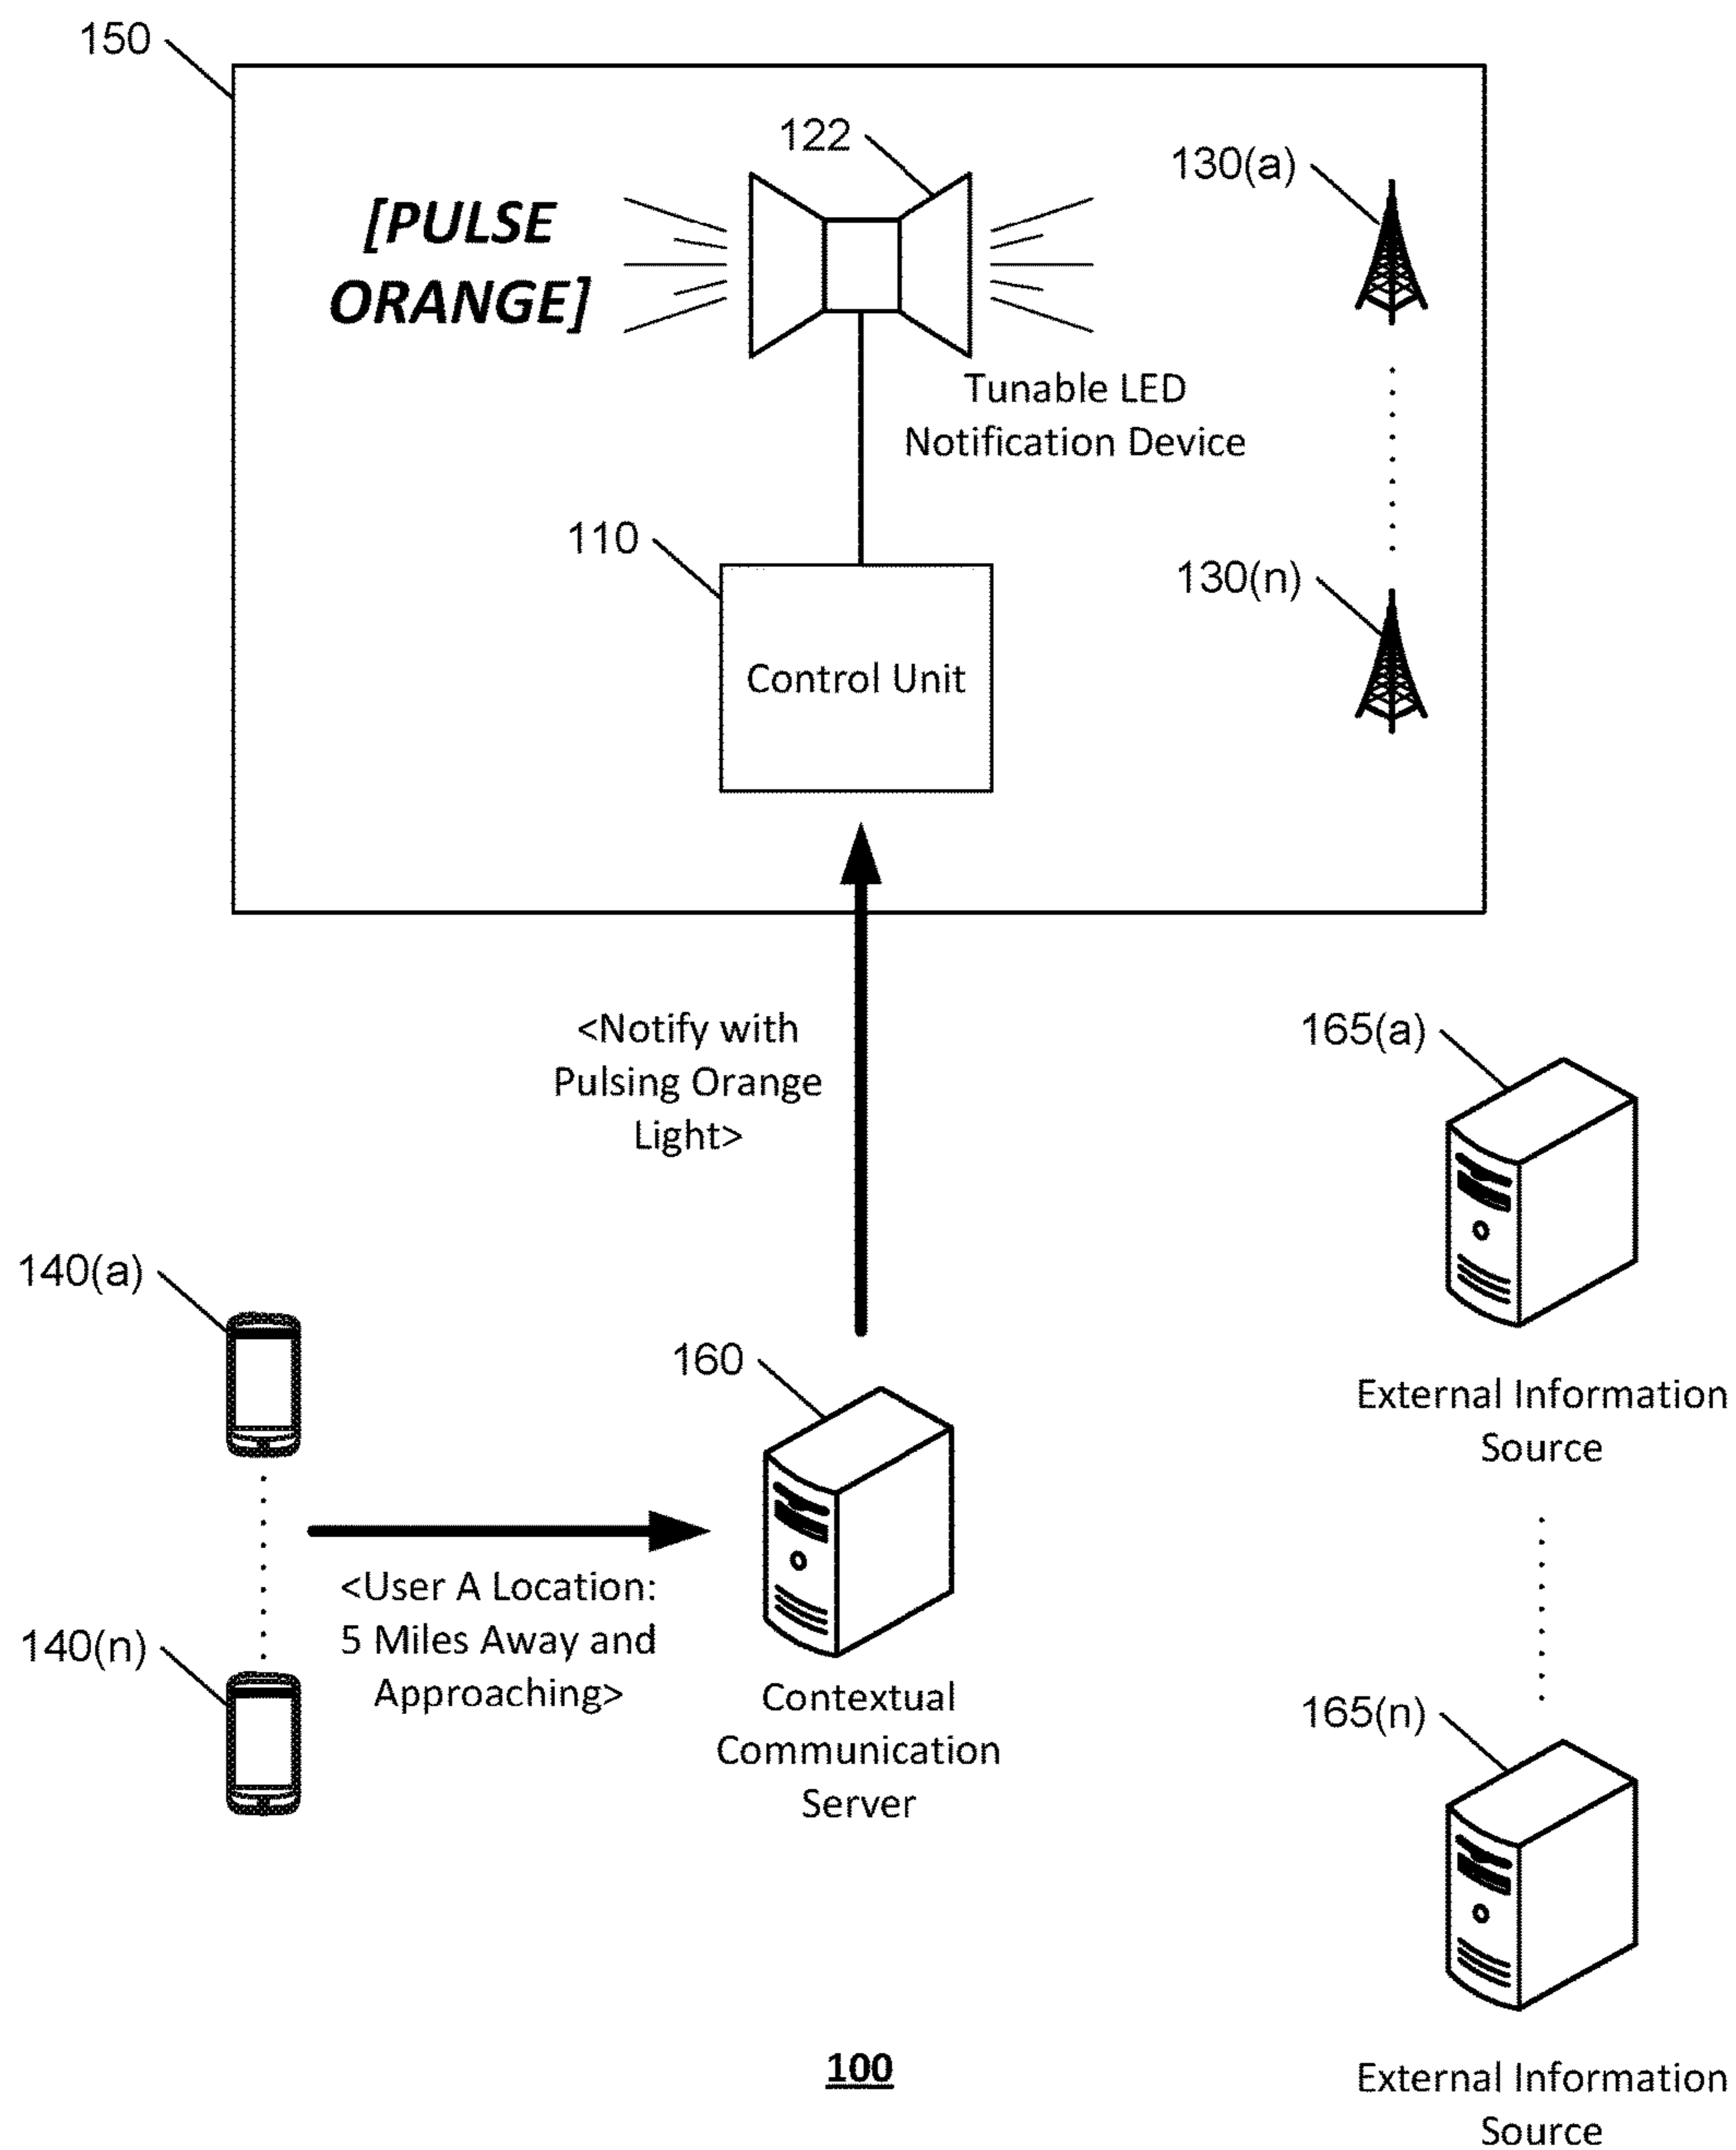 150
122
130(a)
[PULSE
ORANGE]
Tunable LED
Notification Device
110
130(n)
Control Unit
<Notify with
Pulsing Orange
Light>
165(a)
140(a)
160
External Information
Source
<User A Location:
5 Miles Away and
Approaching>
140(n)
Contextual
Communication
Server
165(n)
100
External Information
Source